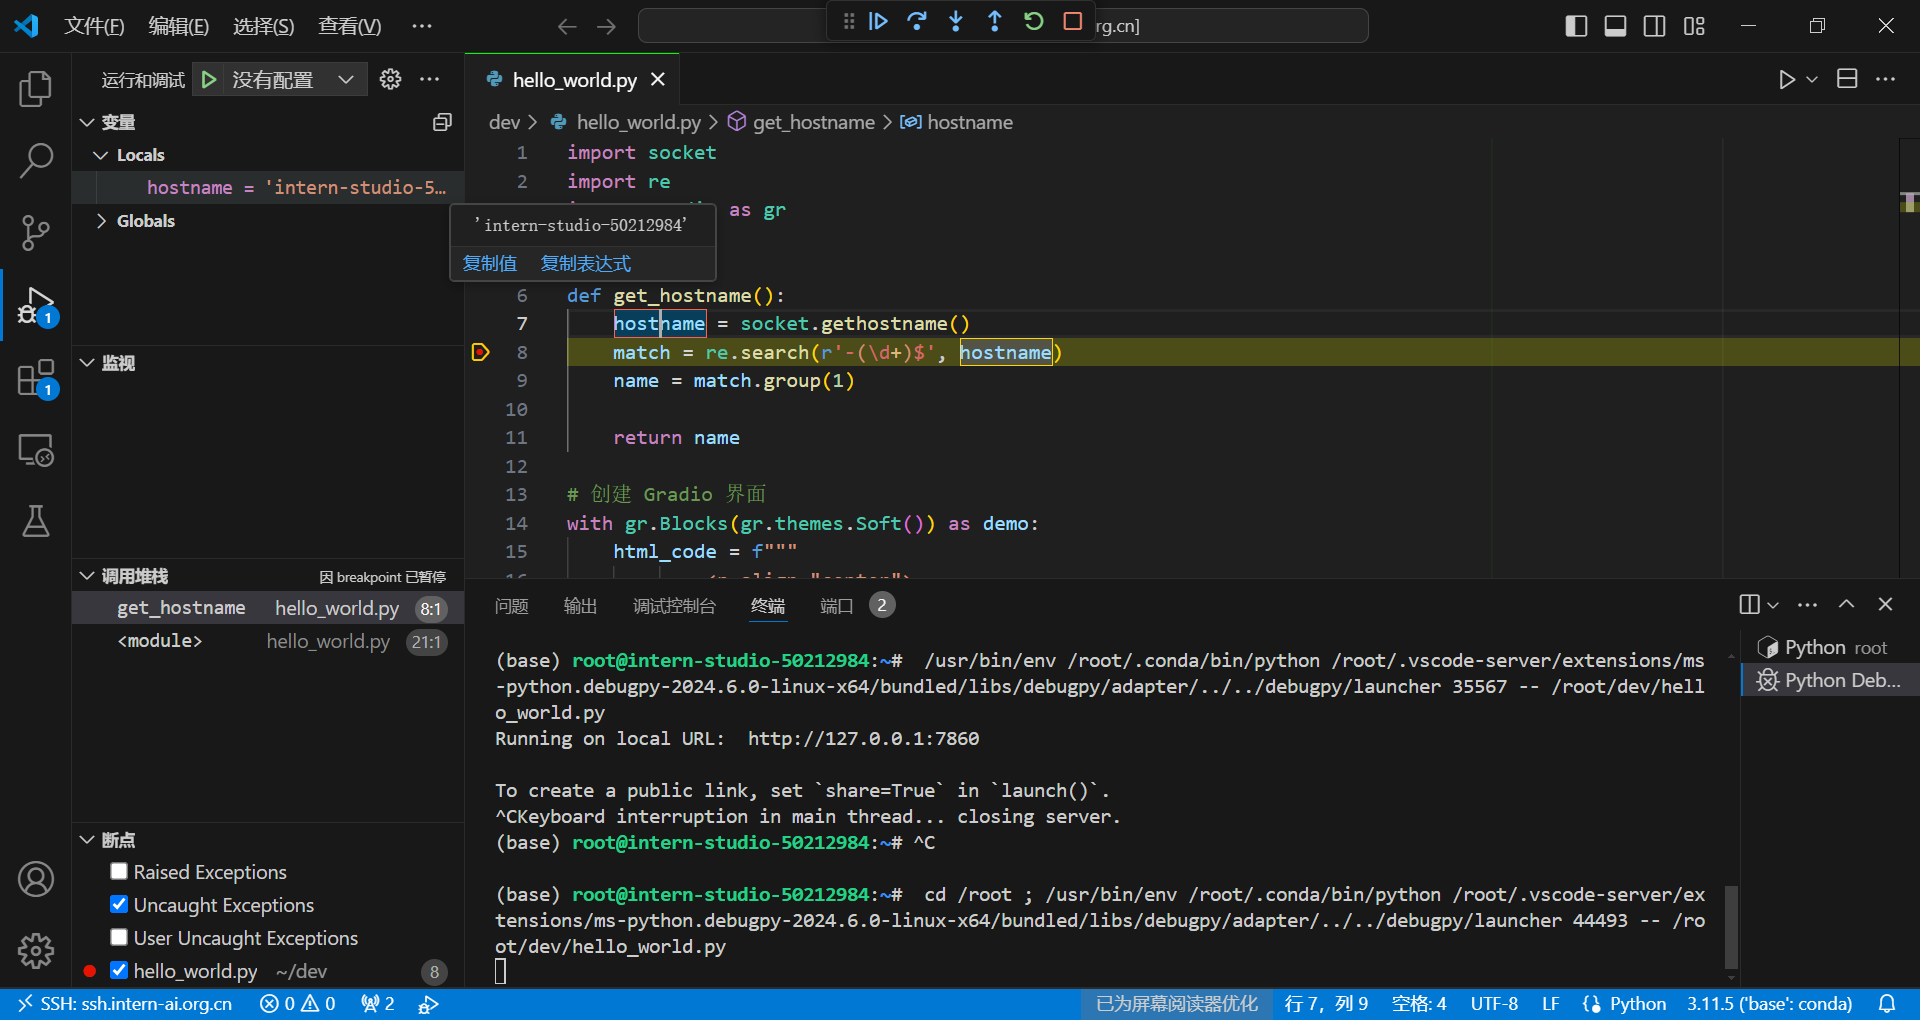 文件(F) 编辑(E) 选择(S) 查看(V) ···
rg.cn]
运行和调试 没有配置
变量
Locals
hostname = 'intern-studio-5...
Globals
'intern-studio-50212984'
复制值 复制表达式
监视
调用堆栈 因 breakpoint 已暂停
get_hostname hello_world.py 8:1
<module> hello_world.py 21:1
断点
Raised Exceptions
Uncaught Exceptions
User Uncaught Exceptions
hello_world.py ~/dev 8
1
1
hello_world.py
dev > hello_world.py > get_hostname > hostname
1 import socket
2 import re
as gr
6 def get_hostname():
7 hostname = socket.gethostname()
8 match = re.search(r'-(\d+)$', hostname)
9 name = match.group(1)
10
11 return name
12
13 # 创建 Gradio 界面
14 with gr.Blocks(gr.themes.Soft()) as demo:
15 html_code = f"""
问题 输出 调试控制台 终端 端口 2
(base) root@intern-studio-50212984:~# /usr/bin/env /root/.conda/bin/python /root/.vscode-server/extensions/ms
-python.debugpy-2024.6.0-linux-x64/bundled/libs/debugpy/adapter/../../debugpy/launcher 35567 -- /root/dev/hell
o_world.py
Running on local URL:  http://127.0.0.1:7860
To create a public link, set `share=True` in `launch()`.
^CKeyboard interruption in main thread... closing server.
(base) root@intern-studio-50212984:~# ^C
(base) root@intern-studio-50212984:~#  cd /root ; /usr/bin/env /root/.conda/bin/python /root/.vscode-server/ex
tensions/ms-python.debugpy-2024.6.0-linux-x64/bundled/libs/debugpy/adapter/../../debugpy/launcher 44493 -- /ro
ot/dev/hello_world.py
Python root
Python Deb...
SSH: ssh.intern-ai.org.cn 0 0 2 已为屏幕阅读器优化 行 7，列 9 空格: 4 UTF-8 LF Python 3.11.5 ('base': conda)